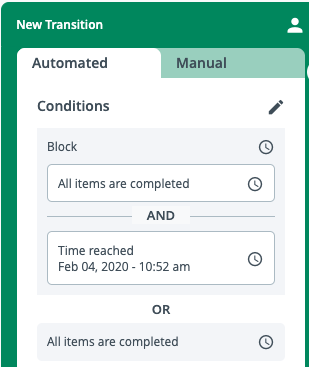 New Transition
Automated
Manual
Conditions
Block
All items are completed
AND
Time reached
Feb 04, 2020 - 10:52 am
OR
All items are completed